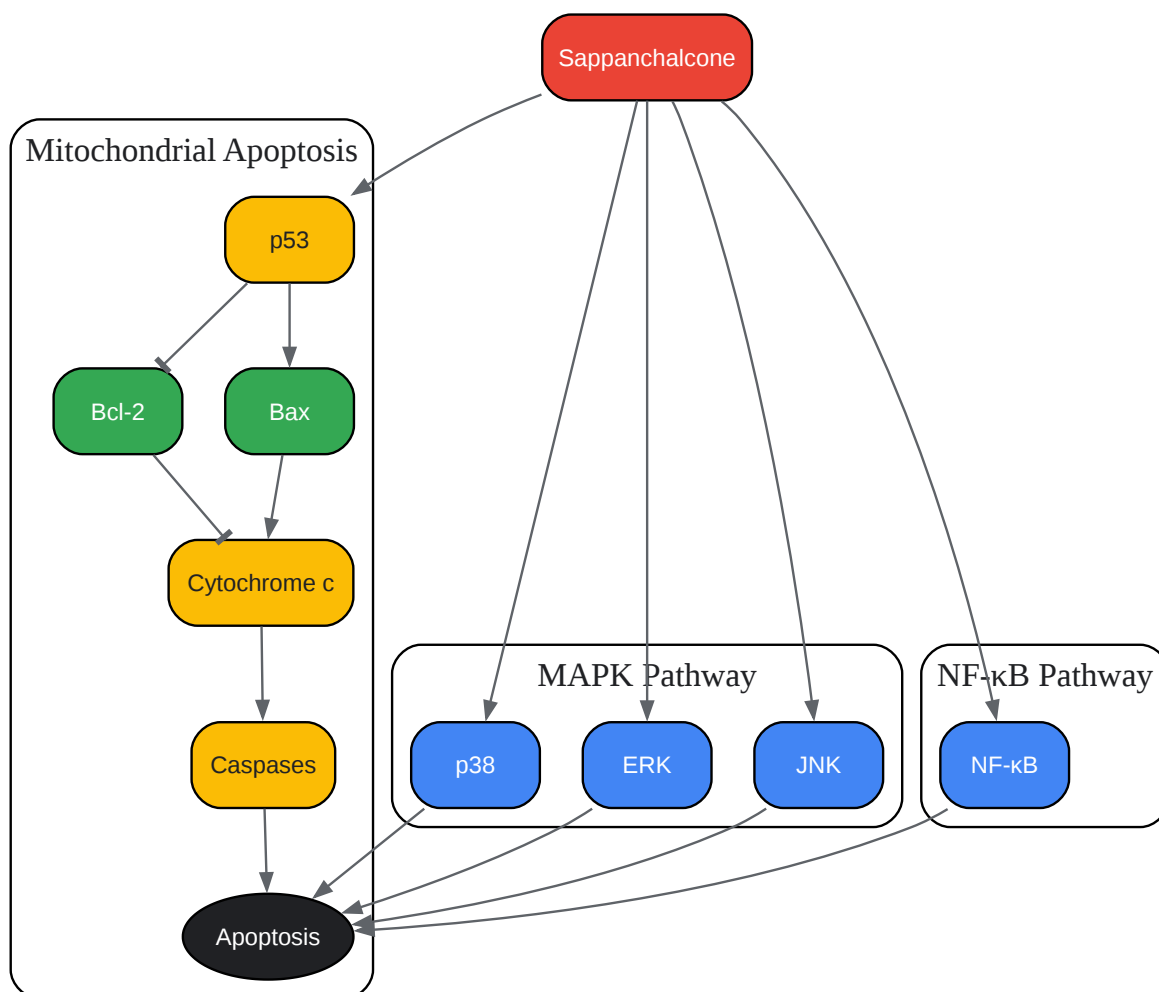 Sappanchalcone
Mitochondrial Apoptosis
p53
Bcl-2
Bax
Cytochrome c
MAPK Pathway
NF-κB Pathway
Caspases
p38
ERK
JNK
NF-κB
Apoptosis